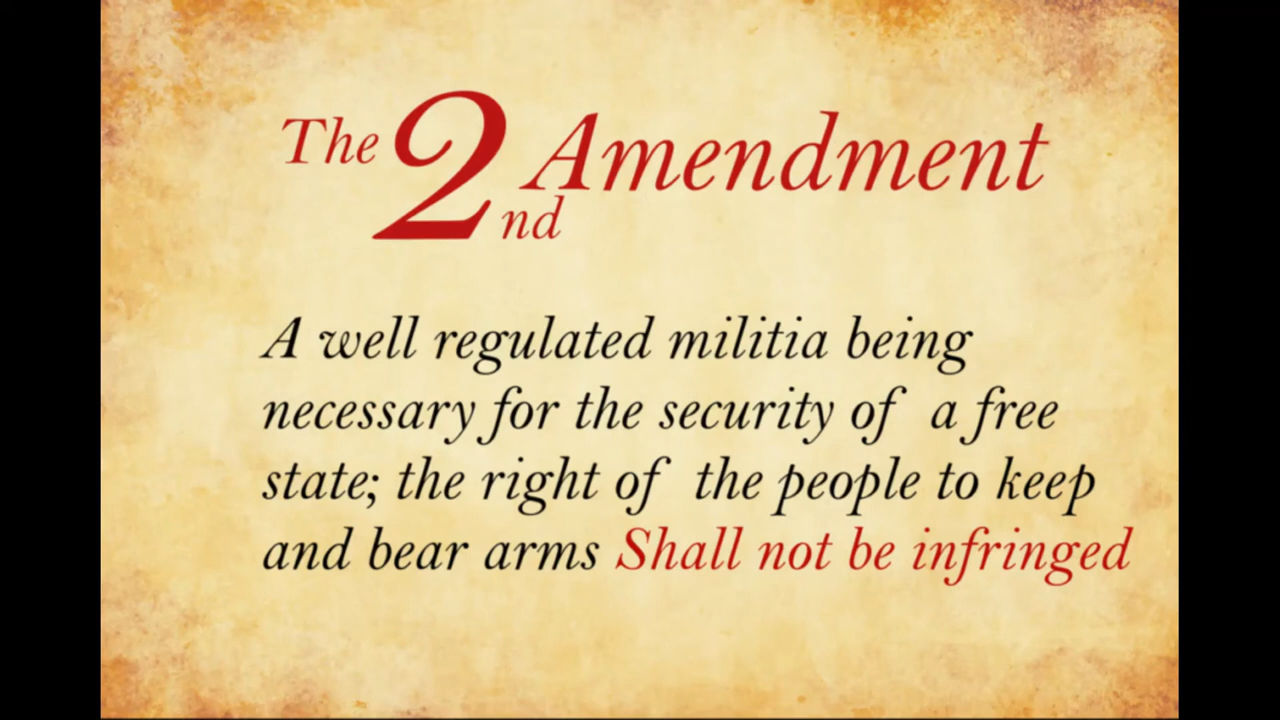 The 2nd Amendment
A well regulated militia being
necessary for the security of a free
state; the right of the people to keep
and bear arms Shall not be infringed